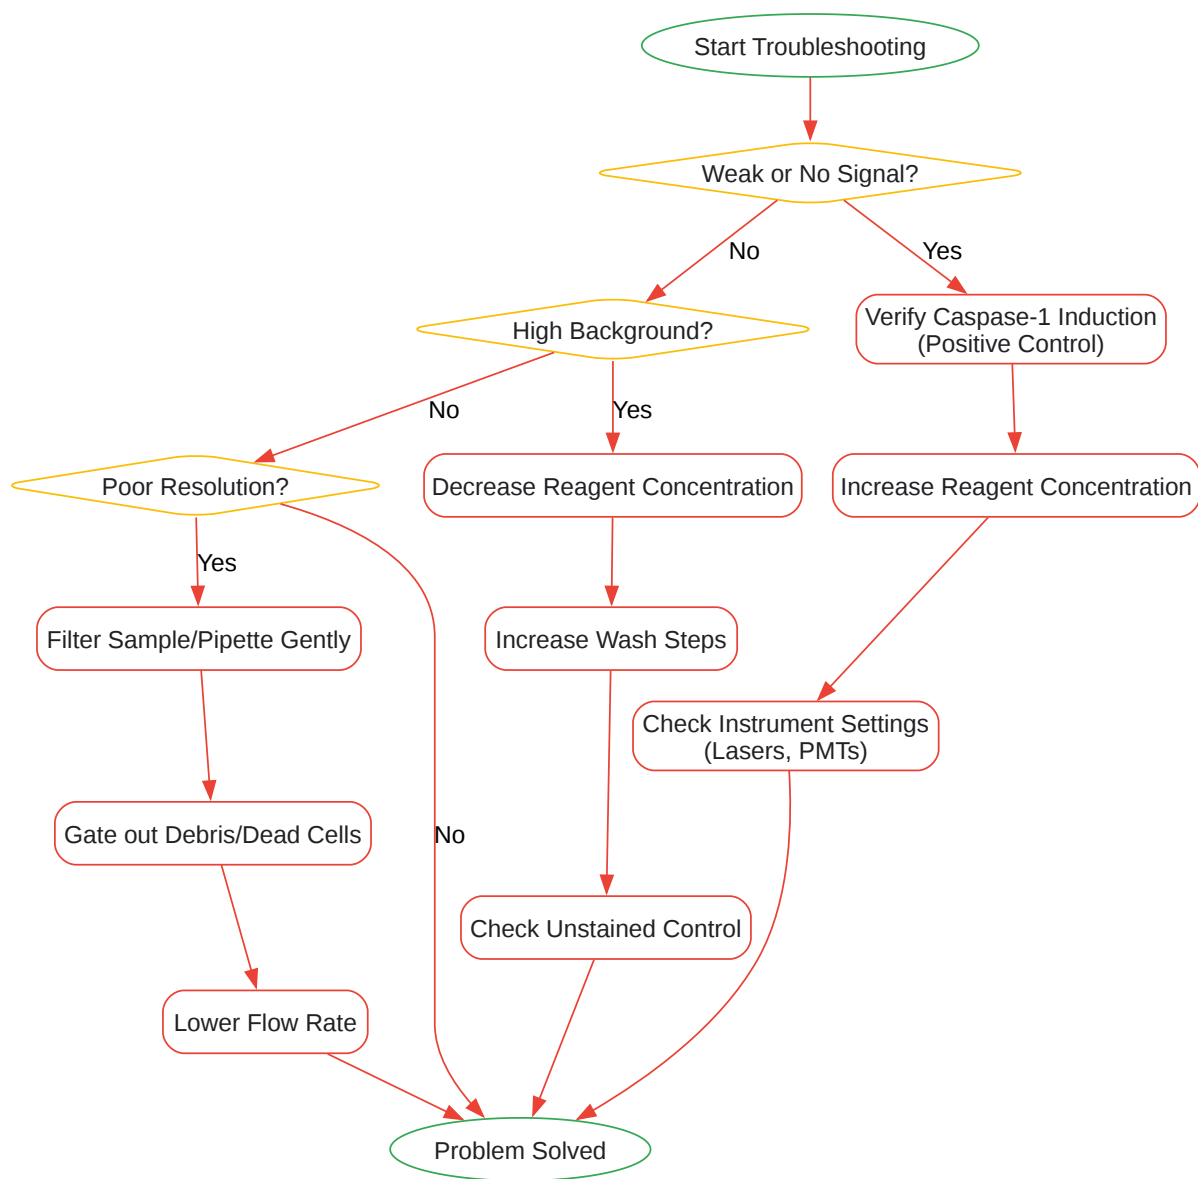 Start Troubleshooting
Weak or No Signal?
No
Yes
High Background?
Verify Caspase-1 Induction
(Positive Control)
No
Yes
Poor Resolution?
Decrease Reagent Concentration
Increase Reagent Concentration
Yes
Filter Sample/Pipette Gently
Increase Wash Steps
Check Instrument Settings
(Lasers, PMTs)
Gate out Debris/Dead Cells
No
Check Unstained Control
Lower Flow Rate
Problem Solved